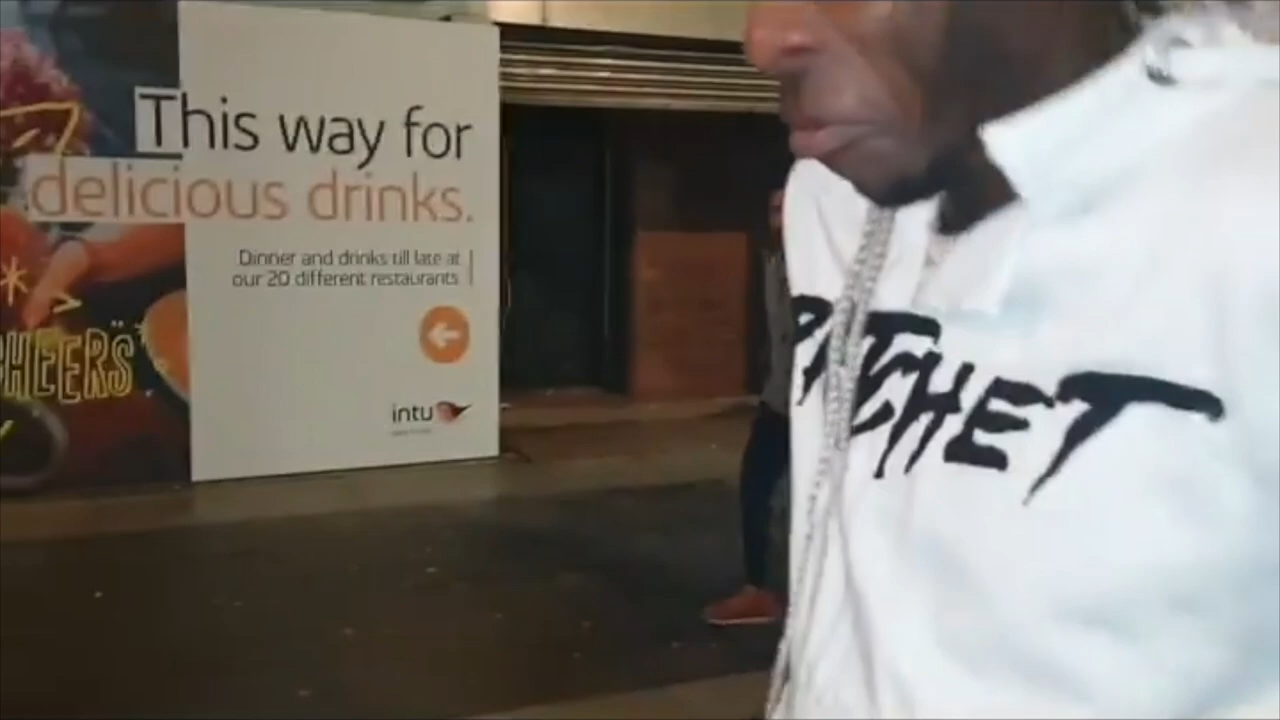 This way for
delicious drinks.
Dinner and drinks till late at
our 20 different restaurants
CHEERS
intu
RATCHET